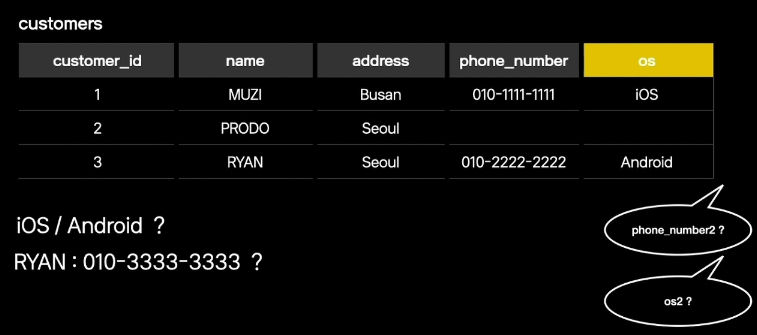 customers
customer_id name address phone_number os
1 MUZI Busan 010-1111-1111 iOS
2 PRODO Seoul
3 RYAN Seoul 010-2222-2222 Android
iOS / Android ?
phone_number2 ?
RYAN : 010-3333-3333 ?
os2 ?